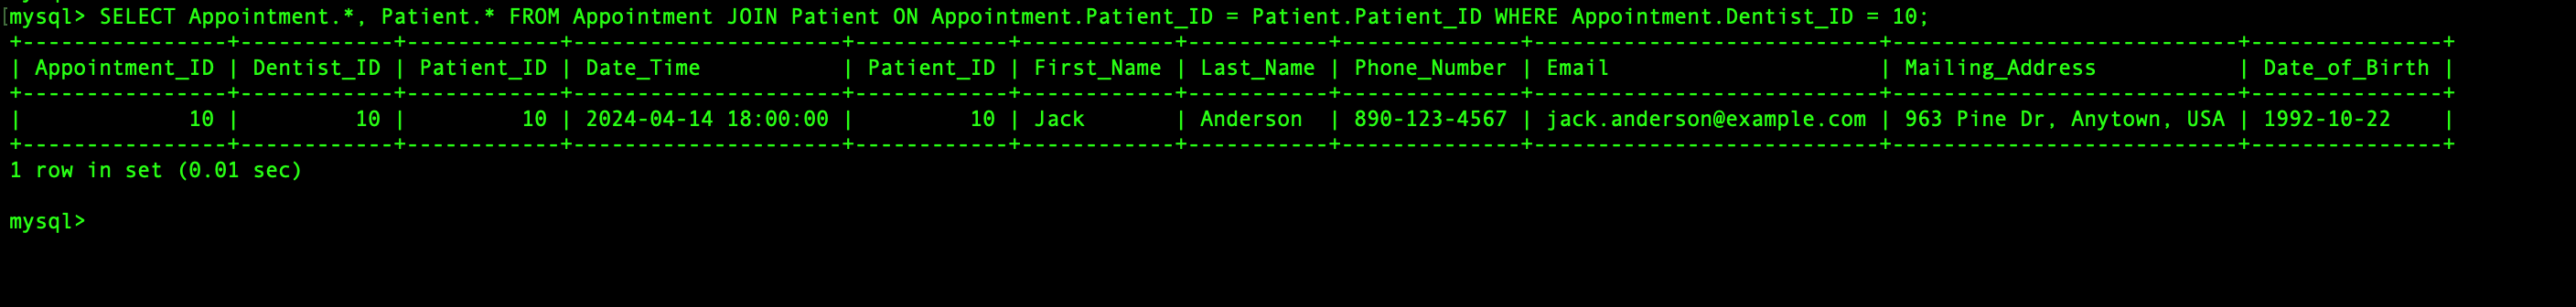 mysql> SELECT Appointment.*, Patient.* FROM Appointment JOIN Patient ON Appointment.Patient_ID = Patient.Patient_ID WHERE Appointment.Dentist_ID = 10;
+----------------+------------+------------+---------------------+------------+------------+-----------+--------------+---------------------------+---------------------------+---------------+
| Appointment_ID | Dentist_ID | Patient_ID | Date_Time           | Patient_ID | First_Name | Last_Name | Phone_Number | Email                     | Mailing_Address           | Date_of_Birth |
+----------------+------------+------------+---------------------+------------+------------+-----------+--------------+---------------------------+---------------------------+---------------+
|             10 |         10 |         10 | 2024-04-14 18:00:00 |         10 | Jack       | Anderson  | 890-123-4567 | jack.anderson@example.com | 963 Pine Dr, Anytown, USA | 1992-10-22    |
+----------------+------------+------------+---------------------+------------+------------+-----------+--------------+---------------------------+---------------------------+---------------+
1 row in set (0.01 sec)
mysql>